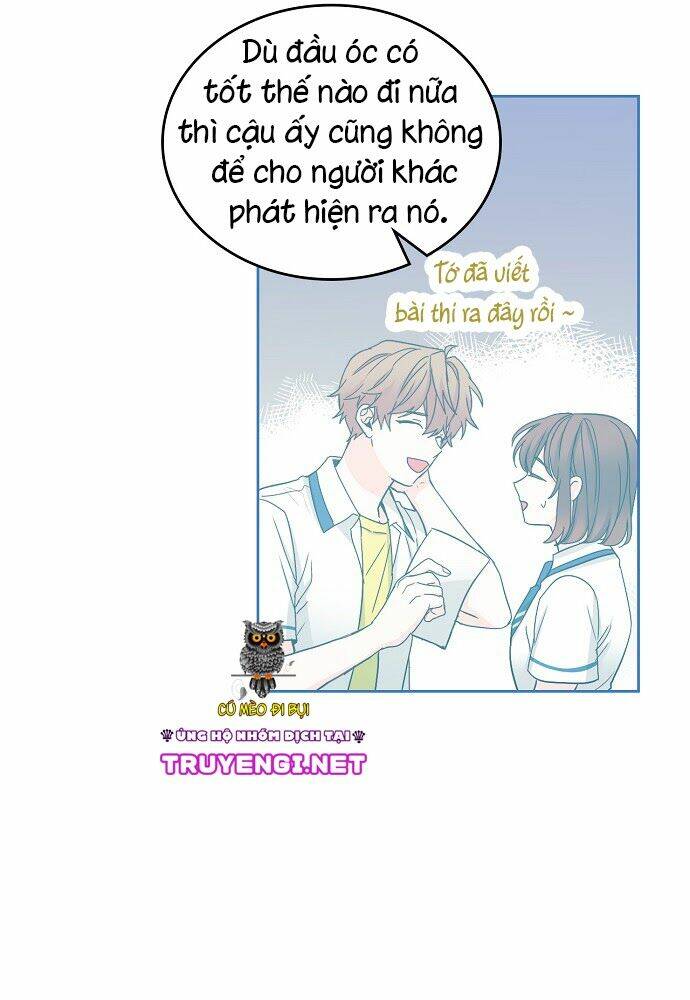 Dù đầu óc có
tốt thế nào đi nữa
thì cậu ấy cũng không
để cho người khác
phát hiện ra nó.
Tớ đã viết
bài thi ra đây rồi ~
CÚ MÈO ĐI BỤI
ỦNG HỘ NHÓM DỊCH TẠI
TRUYENGI.NET